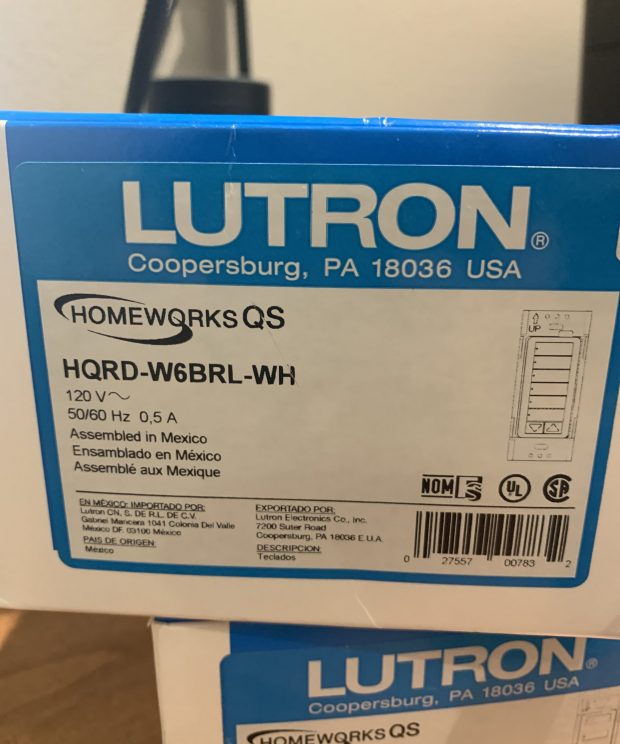 LUTRON®
Coopersburg, PA 18036 USA
HOMEWORKS QS
HQRD-W6BRL-WH
120 V~
50/60 Hz 0,5 A
Assembled in Mexico
Ensamblado en México
Assemblé aux Mexique
UP
NOM
UL
EN MÉXICO: IMPORTADO POR:
Lutron CN, S. DE R.L. DE C.V.
Gabriel Mancera 1041 Colonia Del Valle
México DF. 03100 México
PAIS DE ORIGEN:
México
EXPORTADO POR:
Lutron Electronics Co., Inc.
7200 Suter Road
Coopersburg, PA 18036 E.U.A.
DESCRIPCION:
Teclados
0 27557 00783 2
LUTRON®
Coopersburg, PA 18036 USA
HOMEWORKS QS